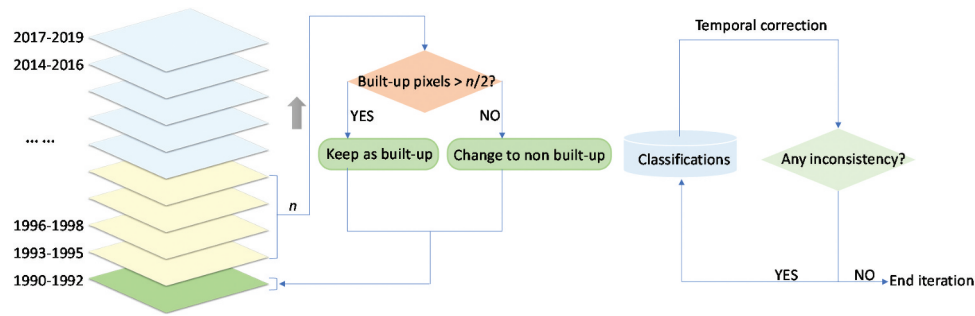 2017-2019
2014-2016
... ...
1996-1998
1993-1995
1990-1992
n
Built-up pixels > n/2?
YES
NO
Keep as built-up
Change to non built-up
Temporal correction
Classifications
Any inconsistency?
YES
NO
End iteration